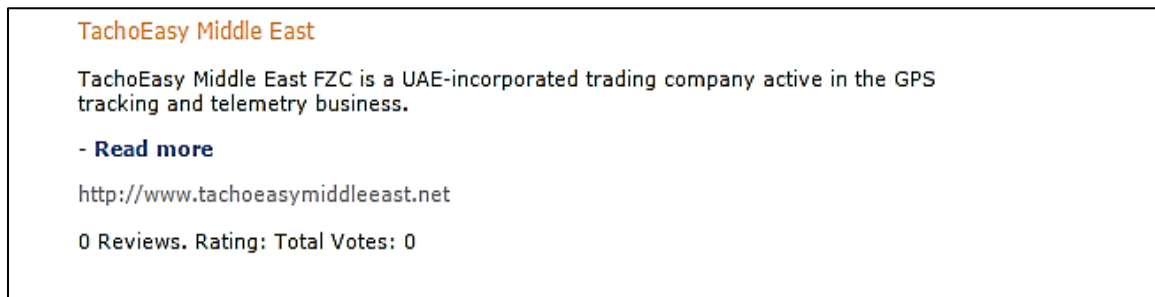 TachoEasy Middle East
TachoEasy Middle East FZC is a UAE-incorporated trading company active in the GPS
tracking and telemetry business.
- Read more
http://www.tachoeasymiddleeast.net
0 Reviews. Rating: Total Votes: 0